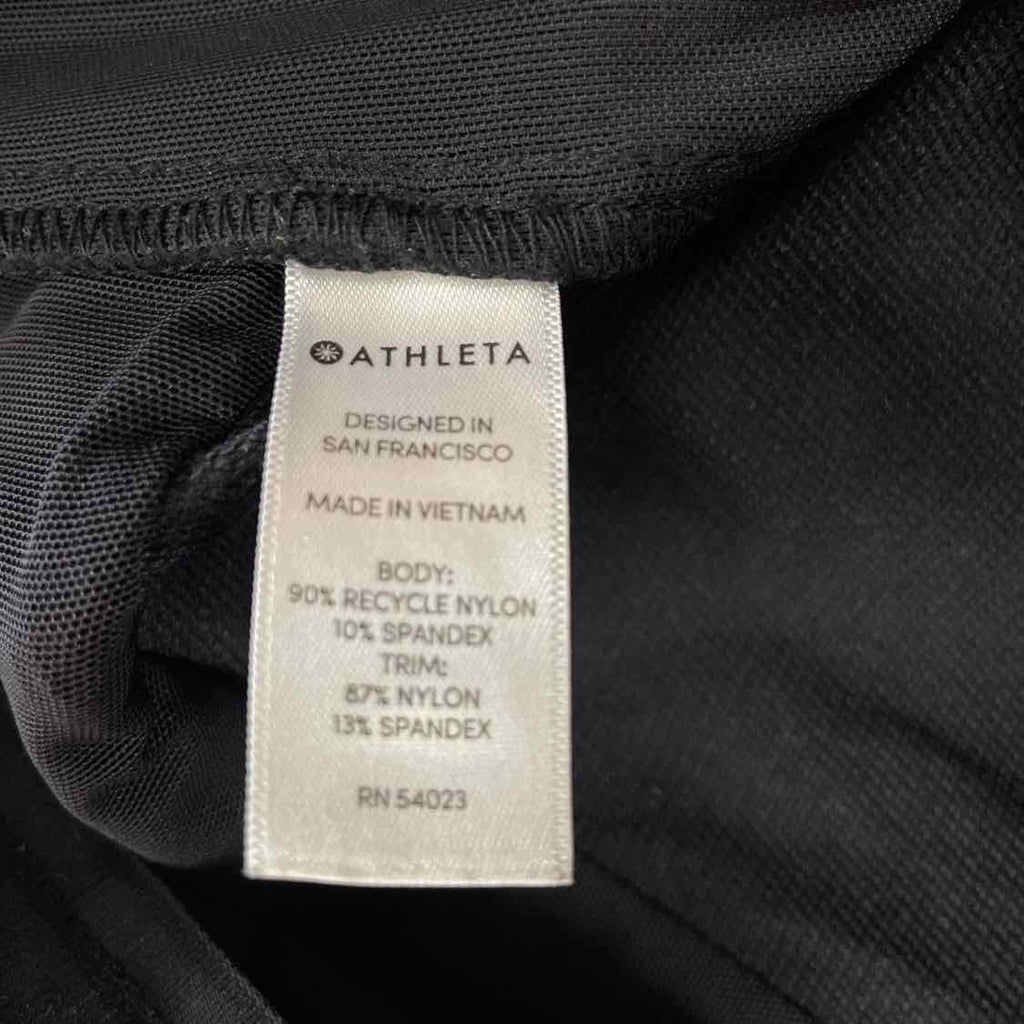 ATHLETA
DESIGNED IN
SAN FRANCISCO
MADE IN VIETNAM
BODY:
90% RECYCLE NYLON
10% SPANDEX
TRIM:
87% NYLON
13% SPANDEX
RN 54023